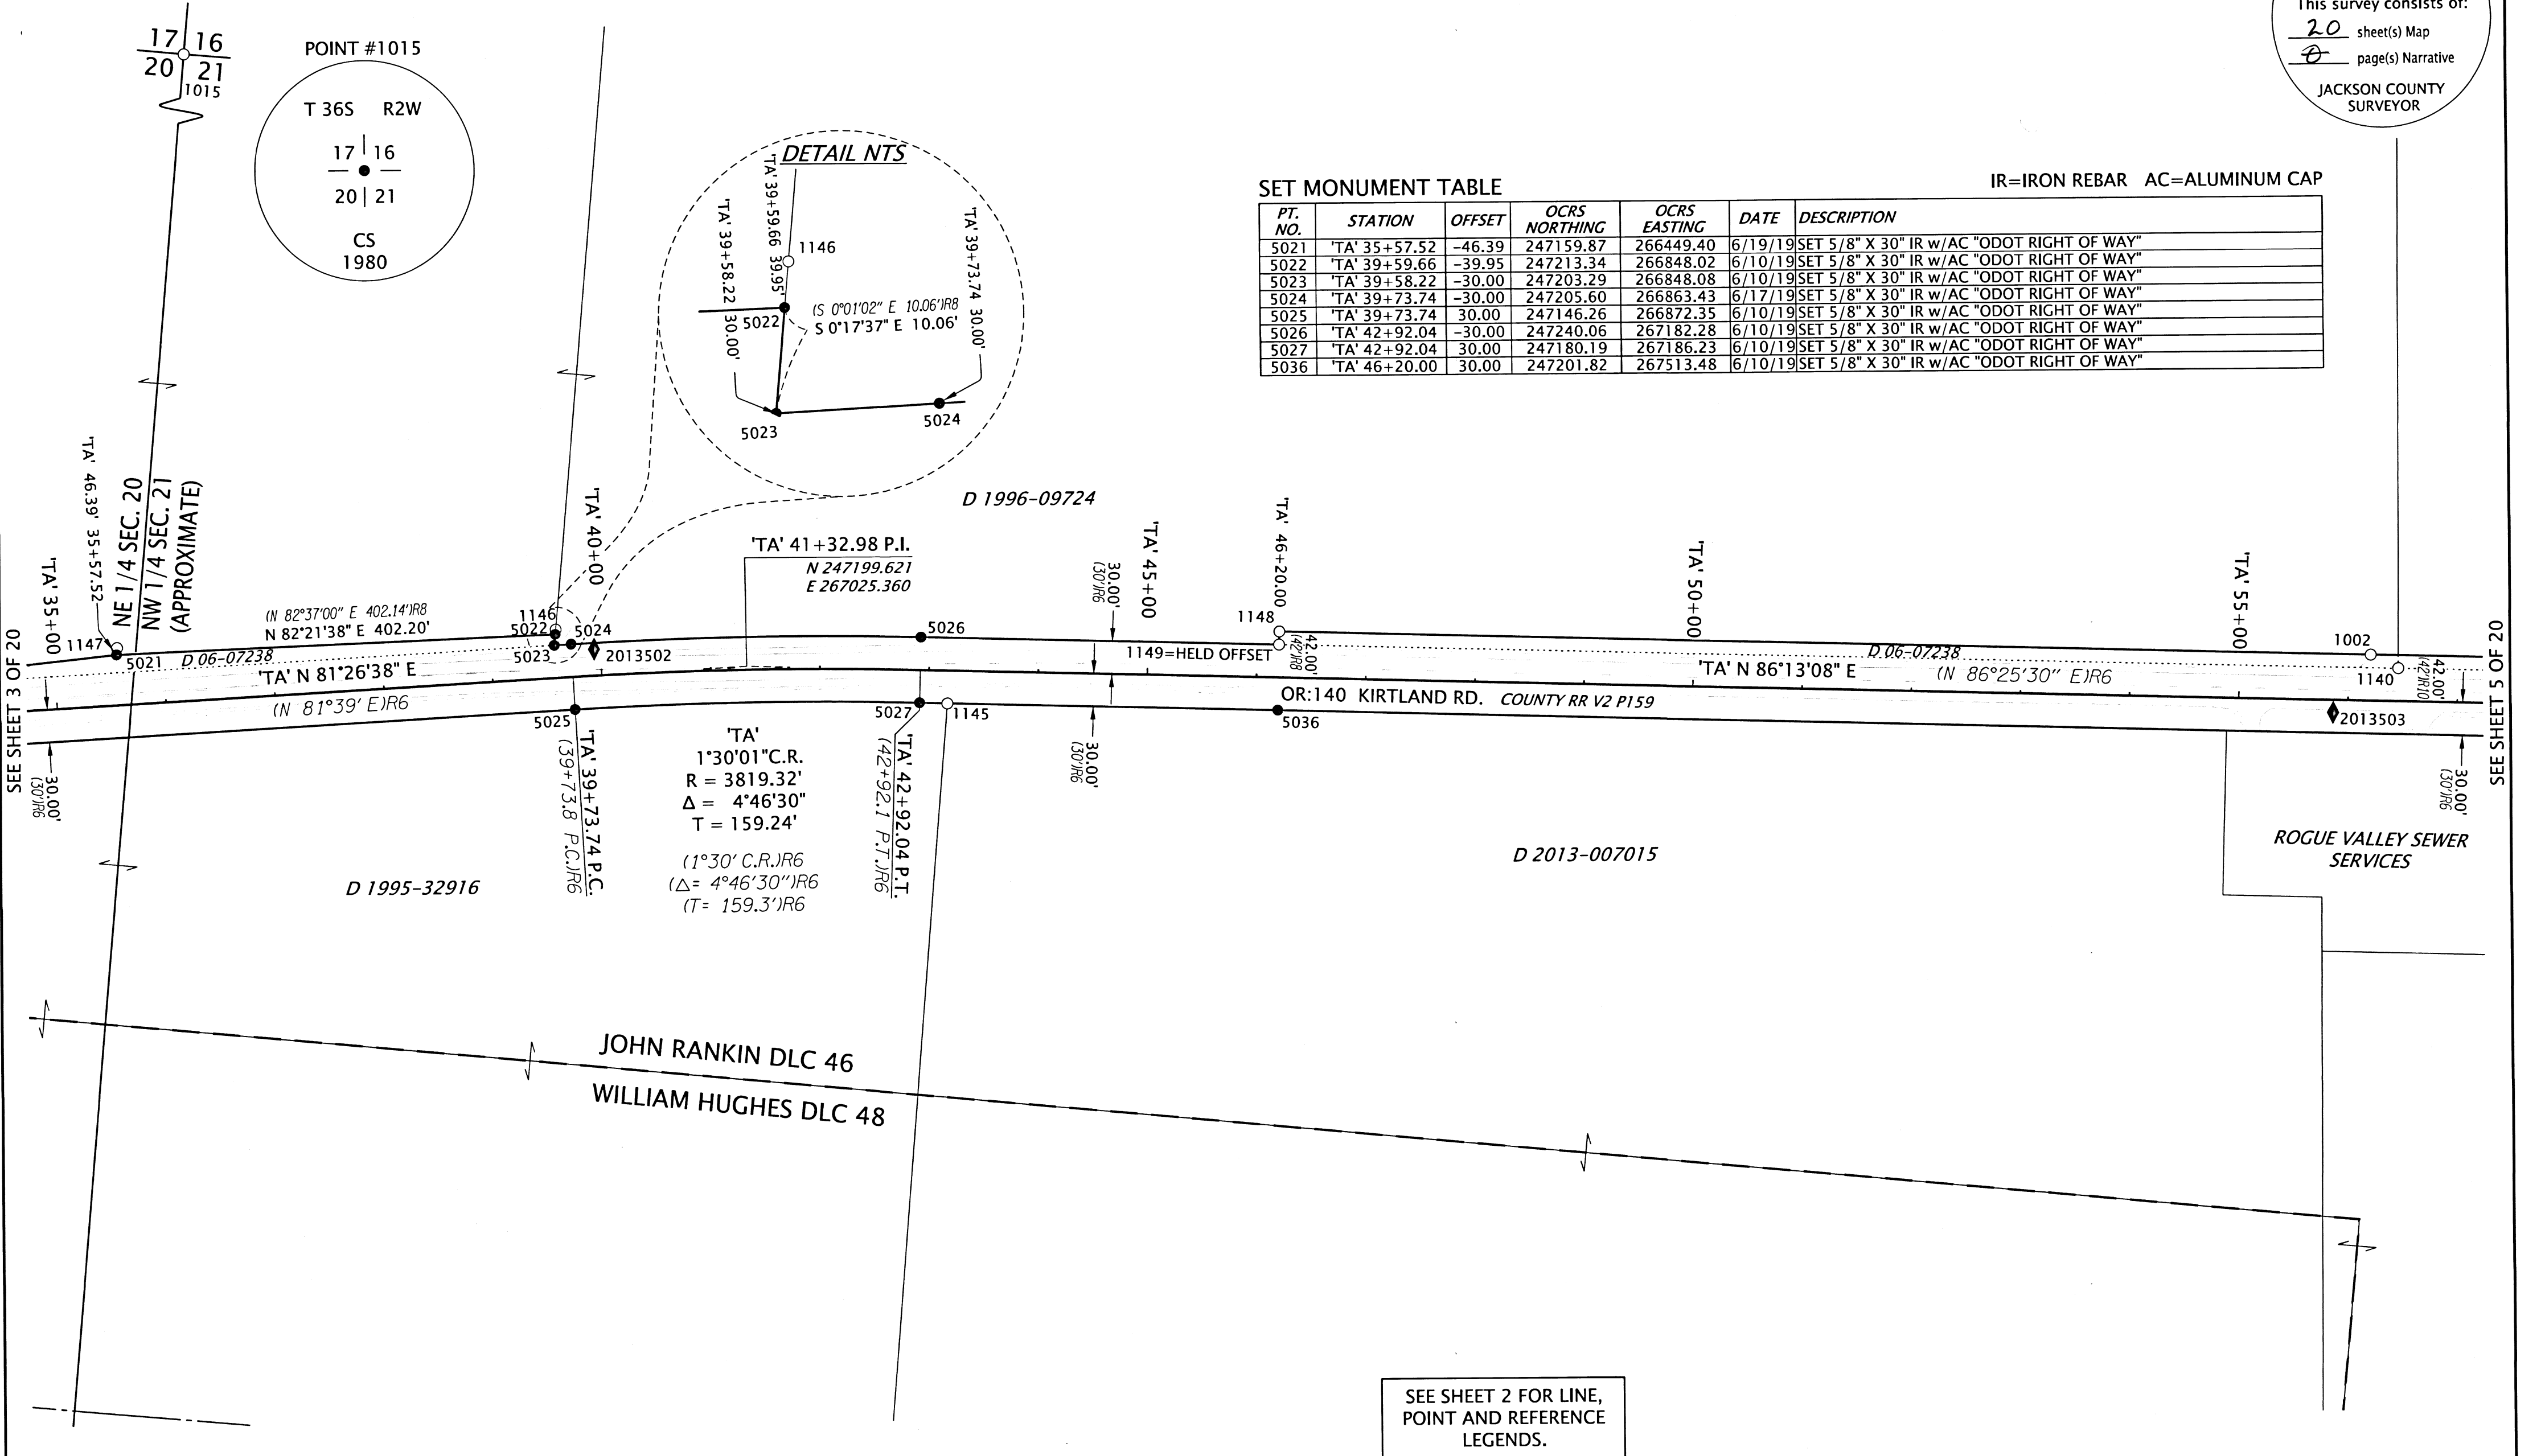 17 16
20 21
1015
POINT #1015
T 36S R2W
17 16
20 21
CS
1980
This survey consists of:
20 sheet(s) Map
0 page(s) Narrative
JACKSON COUNTY
SURVEYOR
DETAIL NTS
'TA' 39+59.66 39.95'
'TA' 39+58.22 30.00'
'TA' 39+73.74 30.00'
1146
5022
(S 0°01'02" E 10.06')R8
S 0°17'37" E 10.06'
5023
5024
SET MONUMENT TABLE
IR=IRON REBAR AC=ALUMINUM CAP
PT. NO. STATION OFFSET OCRS NORTHING OCRS EASTING DATE DESCRIPTION
5021 'TA' 35+57.52 -46.39 247159.87 266449.40 6/19/19 SET 5/8" X 30" IR w/AC "ODOT RIGHT OF WAY"
5022 'TA' 39+59.66 -39.95 247213.34 266848.02 6/10/19 SET 5/8" X 30" IR w/AC "ODOT RIGHT OF WAY"
5023 'TA' 39+58.22 -30.00 247203.29 266848.08 6/10/19 SET 5/8" X 30" IR w/AC "ODOT RIGHT OF WAY"
5024 'TA' 39+73.74 -30.00 247205.60 266863.43 6/17/19 SET 5/8" X 30" IR w/AC "ODOT RIGHT OF WAY"
5025 'TA' 39+73.74 30.00 247146.26 266872.35 6/10/19 SET 5/8" X 30" IR w/AC "ODOT RIGHT OF WAY"
5026 'TA' 42+92.04 -30.00 247240.06 267182.28 6/10/19 SET 5/8" X 30" IR w/AC "ODOT RIGHT OF WAY"
5027 'TA' 42+92.04 30.00 247180.19 267186.23 6/10/19 SET 5/8" X 30" IR w/AC "ODOT RIGHT OF WAY"
5036 'TA' 46+20.00 30.00 247201.82 267513.48 6/10/19 SET 5/8" X 30" IR w/AC "ODOT RIGHT OF WAY"
SEE SHEET 3 OF 20
'TA' 35+00
'TA' 46.39' 35+57.52
NE 1/4 SEC. 20
NW 1/4 SEC. 21
(APPROXIMATE)
1147
5021
D 06-07238
(N 82°37'00" E 402.14')R8
N 82°21'38" E 402.20'
'TA' N 81°26'38" E
(N 81°39' E)R6
30.00'
(30')R6
1146
5022
5024
5023
2013502
'TA' 40+00
'TA' 41+32.98 P.I.
N 247199.621
E 267025.360
D 1996-09724
5026
5025
5027
1145
'TA' 39+73.74 P.C.
(39+73.8 P.C.)R6
'TA'
1°30'01"C.R.
R = 3819.32'
Δ = 4°46'30"
T = 159.24'
(1°30' C.R.)R6
(Δ= 4°46'30")R6
(T= 159.3')R6
'TA' 42+92.04 P.T.
(42+92.1 P.T.)R6
30.00'
(30')R6
30.00'
(30')R6
'TA' 45+00
'TA' 46+20.00
1148
1149=HELD OFFSET
42.00'
(42')R8
OR:140 KIRTLAND RD. COUNTY RR V2 P159
5036
'TA' 50+00
'TA' N 86°13'08" E
D 06-07238
(N 86°25'30" E)R6
'TA' 55+00
1002
1140
42.00'
(42')R10
2013503
30.00'
(30')R6
SEE SHEET 5 OF 20
ROGUE VALLEY SEWER
SERVICES
D 1995-32916
D 2013-007015
JOHN RANKIN DLC 46
WILLIAM HUGHES DLC 48
SEE SHEET 2 FOR LINE,
POINT AND REFERENCE
LEGENDS.